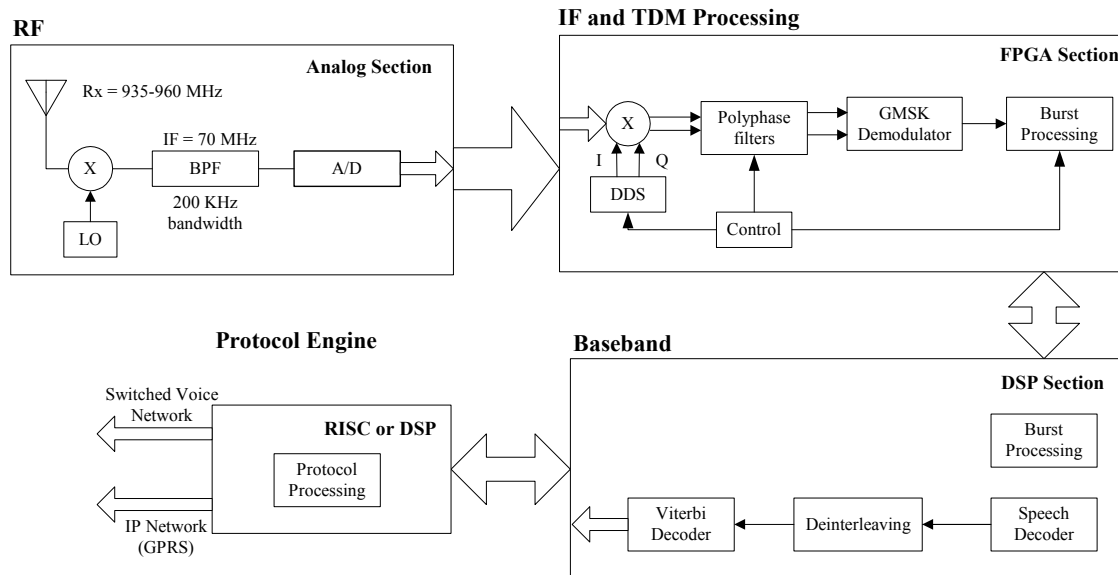 RF
Analog Section
Rx = 935-960 MHz
IF = 70 MHz
X
BPF
A/D
200 KHz
bandwidth
LO
IF and TDM Processing
FPGA Section
X
Polyphase
filters
GMSK
Demodulator
Burst
Processing
I
Q
DDS
Control
Protocol Engine
Switched Voice
Network
RISC or DSP
Protocol
Processing
IP Network
(GPRS)
Baseband
DSP Section
Burst
Processing
Viterbi
Decoder
Deinterleaving
Speech
Decoder